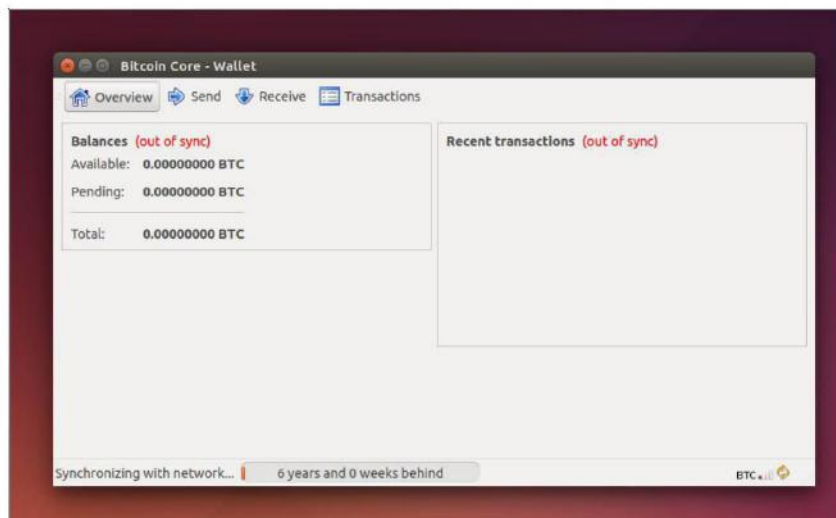 Bitcoin Core - Wallet
Overview Send Receive Transactions
Balances (out of sync)
Available: 0.00000000 BTC
Pending: 0.00000000 BTC
Total: 0.00000000 BTC
Recent transactions (out of sync)
Synchronizing with network... 6 years and 0 weeks behind BTC